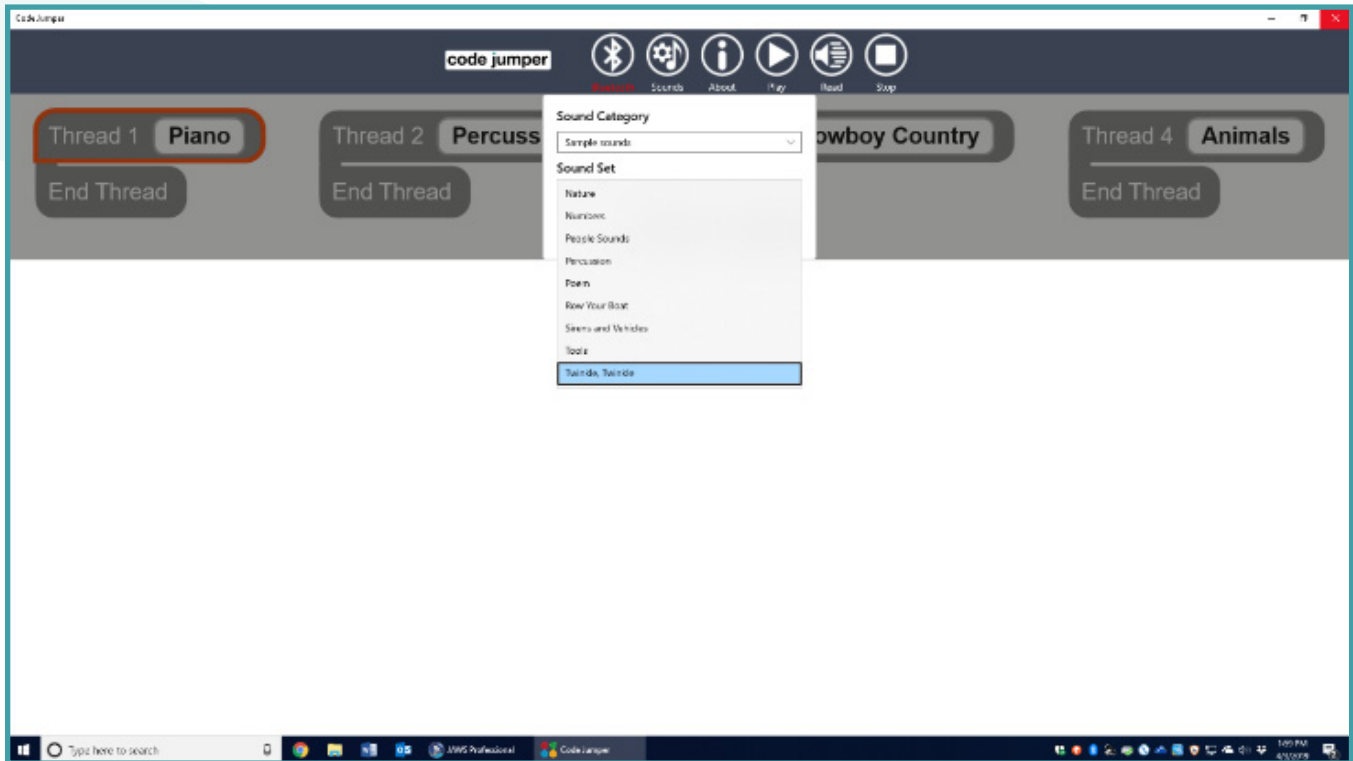 Code Jumper
code jumper
Bluetooth Sounds About Play Read Stop
Thread 1 Piano
End Thread
Thread 2 Percuss
End Thread
owboy Country
Thread 4 Animals
End Thread
Sound Category
Sample sounds
Sound Set
Nature
Numbers
People Sounds
Percussion
Poem
Row Your Boat
Sirens and Vehicles
Tools
Twinkle, Twinkle
Type here to search
JAWS Professional
Code Jumper